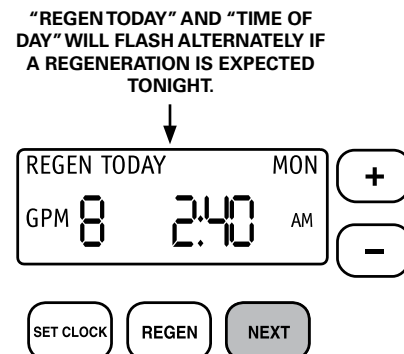 “REGEN TODAY” AND “TIME OF
DAY” WILL FLASH ALTERNATELY IF
A REGENERATION IS EXPECTED
TONIGHT.
REGEN TODAY MON
GPM 8 2:40 AM
+
−
SET CLOCK REGEN NEXT